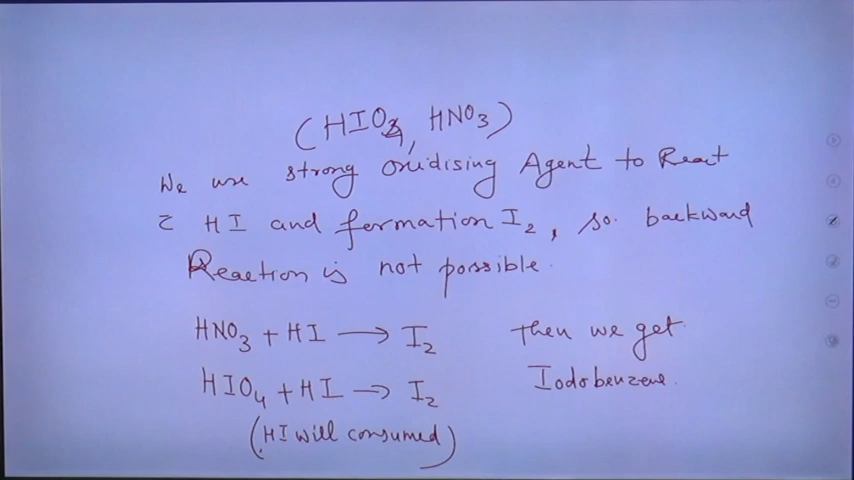 (HIO4, HNO3)
We use strong oxidising Agent to React
c̄ HI and formation I2, so. backward
Reaction is not possible.
HNO3 + HI ⟶ I2 Then we get
HIO4 + HI ⟶ I2 Iodobenzene.
(HI will consumed)